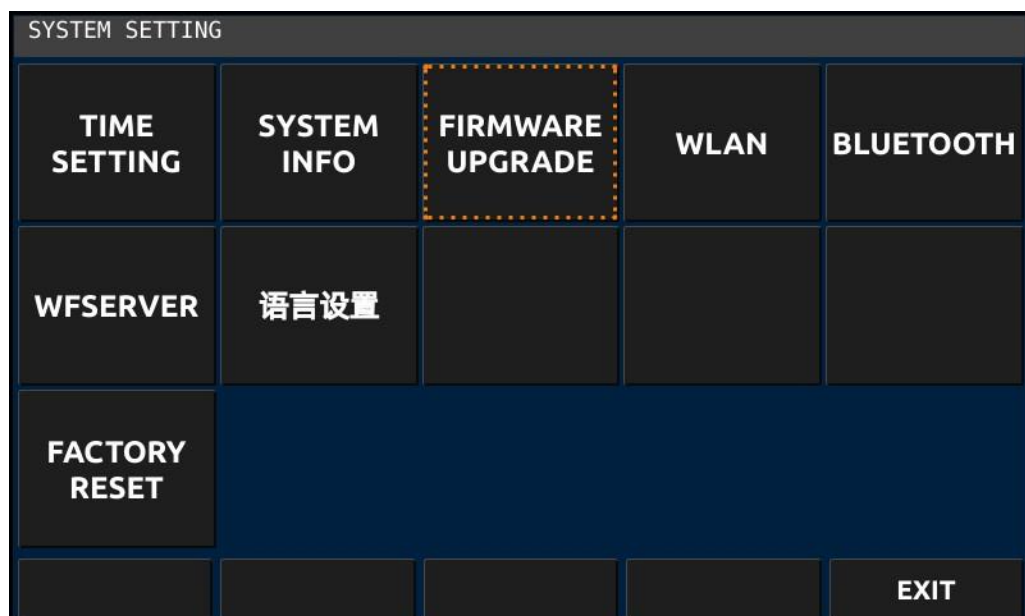 SYSTEM SETTING
TIME
SETTING
SYSTEM
INFO
FIRMWARE
UPGRADE
WLAN
BLUETOOTH
WFSERVER
语言设置
FACTORY
RESET
EXIT